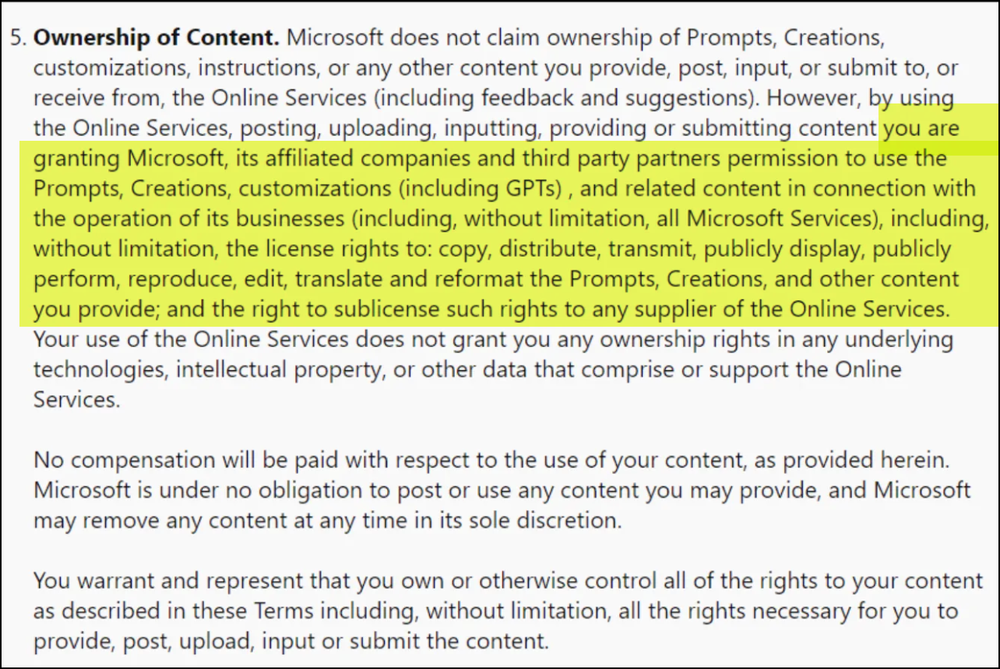 5. Ownership of Content. Microsoft does not claim ownership of Prompts, Creations,
customizations, instructions, or any other content you provide, post, input, or submit to, or
receive from, the Online Services (including feedback and suggestions). However, by using
the Online Services, posting, uploading, inputting, providing or submitting content you are
granting Microsoft, its affiliated companies and third party partners permission to use the
Prompts, Creations, customizations (including GPTs) , and related content in connection with
the operation of its businesses (including, without limitation, all Microsoft Services), including,
without limitation, the license rights to: copy, distribute, transmit, publicly display, publicly
perform, reproduce, edit, translate and reformat the Prompts, Creations, and other content
you provide; and the right to sublicense such rights to any supplier of the Online Services.
Your use of the Online Services does not grant you any ownership rights in any underlying
technologies, intellectual property, or other data that comprise or support the Online
Services.
No compensation will be paid with respect to the use of your content, as provided herein.
Microsoft is under no obligation to post or use any content you may provide, and Microsoft
may remove any content at any time in its sole discretion.
You warrant and represent that you own or otherwise control all of the rights to your content
as described in these Terms including, without limitation, all the rights necessary for you to
provide, post, upload, input or submit the content.